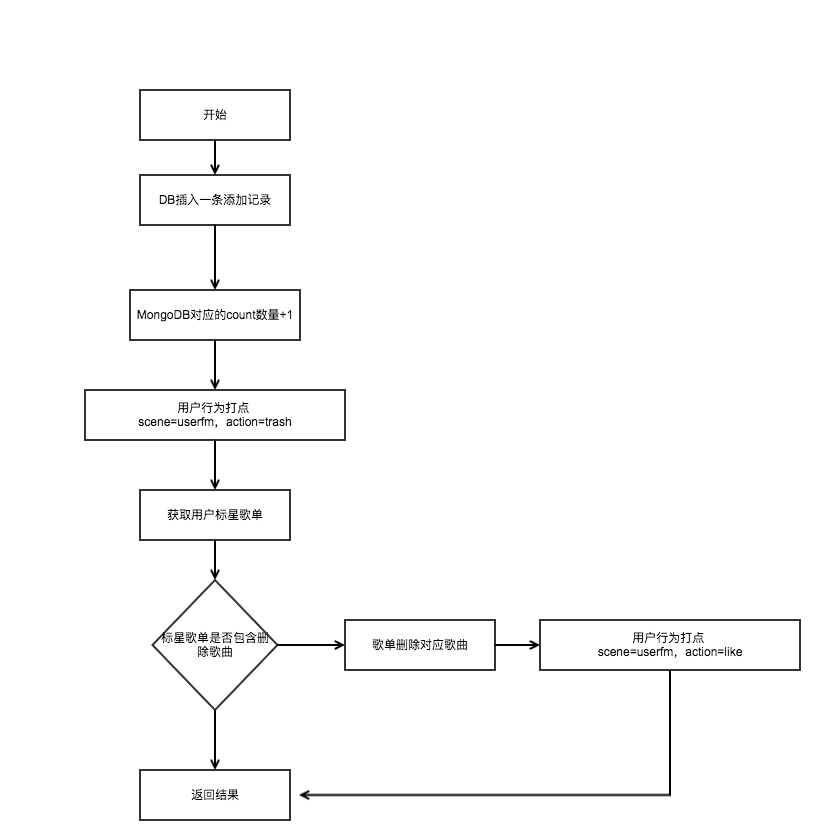 开始
DB插入一条添加记录
MongoDB对应的count数量+1
用户行为打点
scene=userfm，action=trash
获取用户标星歌单
标星歌单是否包含删
除歌曲
歌单删除对应歌曲
用户行为打点
scene=userfm，action=like
返回结果